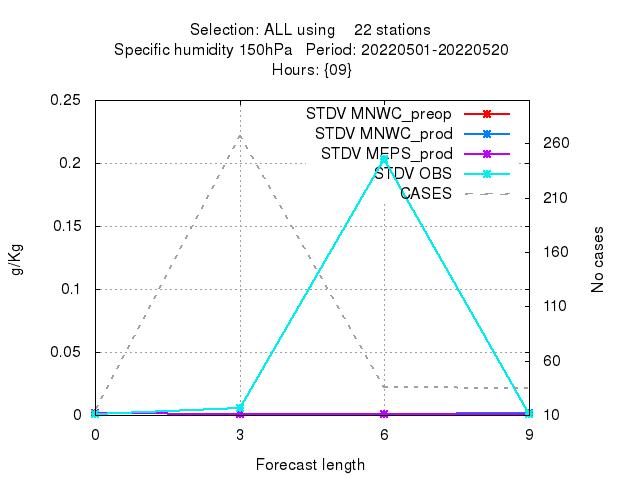 Selection: ALL using    22 stations
Specific humidity 150hPa   Period: 20220501-20220520
Hours: {09}
0.25
0.2
0.15
0.1
0.05
0
g/Kg
STDV MNWC_preop
STDV MNWC_prod
STDV MEPS_prod
STDV OBS
CASES
260
210
160
110
60
10
No cases
0 3 6 9
Forecast length